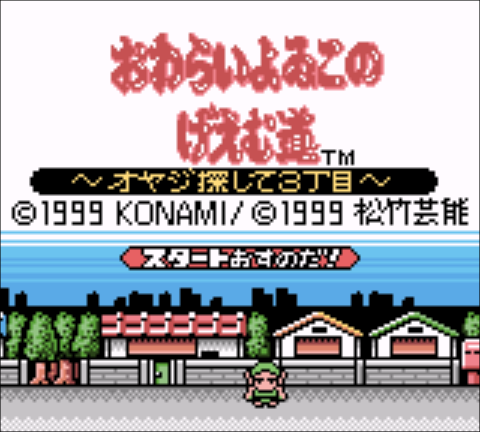 おわらいよゐこの
げえむ道™
〜オヤジ探して3丁目〜
©1999 KONAMI/©1999 松竹芸能
スタートおすのだ!